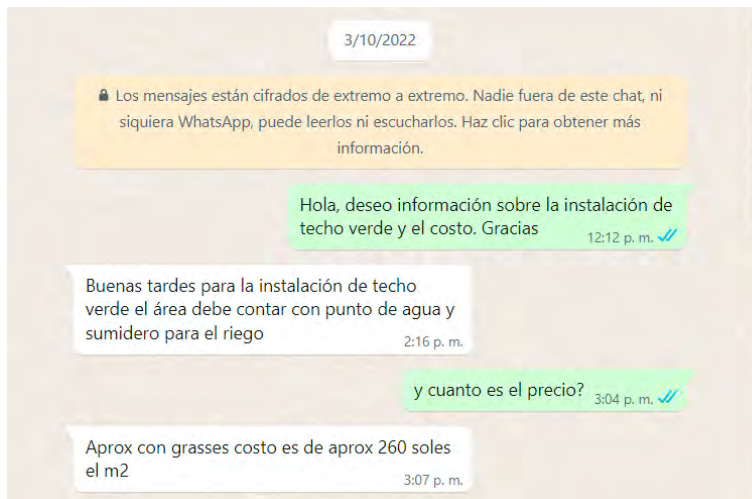 3/10/2022
Los mensajes están cifrados de extremo a extremo. Nadie fuera de este chat, ni
siquiera WhatsApp, puede leerlos ni escucharlos. Haz clic para obtener más
información.
Hola, deseo información sobre la instalación de
techo verde y el costo. Gracias
12:12 p. m.
Buenas tardes para la instalación de techo
verde el área debe contar con punto de agua y
sumidero para el riego
2:16 p. m.
y cuanto es el precio?
3:04 p. m.
Aprox con grasses costo es de aprox 260 soles
el m2
3:07 p. m.